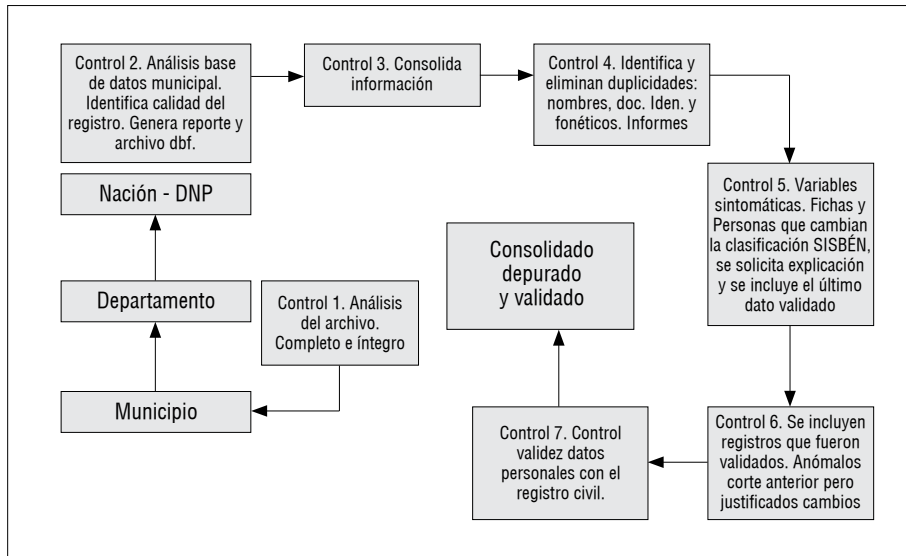 Control 2. Análisis base
de datos municipal.
Identifica calidad del
registro. Genera reporte y
archivo dbf.
Control 3. Consolida
información
Control 4. Identifica y
eliminan duplicidades:
nombres, doc. Iden. y
fonéticos. Informes
Nación - DNP
Control 5. Variables
sintomáticas. Fichas y
Personas que cambian
la clasificación SISBÉN,
se solicita explicación
y se incluye el último
dato validado
Consolidado
depurado
y validado
Departamento
Control 1. Análisis
del archivo.
Completo e íntegro
Municipio
Control 7. Control
validez datos
personales con el
registro civil.
Control 6. Se incluyen
registros que fueron
validados. Anómalos
corte anterior pero
justificados cambios